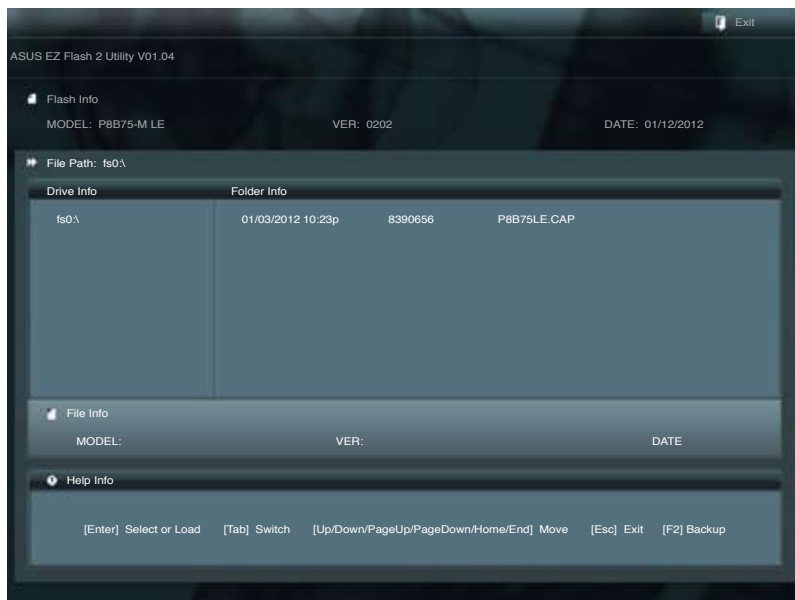 Exit
ASUS EZ Flash 2 Utility V01.04
Flash Info
MODEL: P8B75-M LE VER: 0202 DATE: 01/12/2012
File Path: fs0:\
Drive Info Folder Info
fs0:\ 01/03/2012 10:23p 8390656 P8B75LE.CAP
File Info
MODEL: VER: DATE
Help Info
[Enter] Select or Load [Tab] Switch [Up/Down/PageUp/PageDown/Home/End] Move [Esc] Exit [F2] Backup